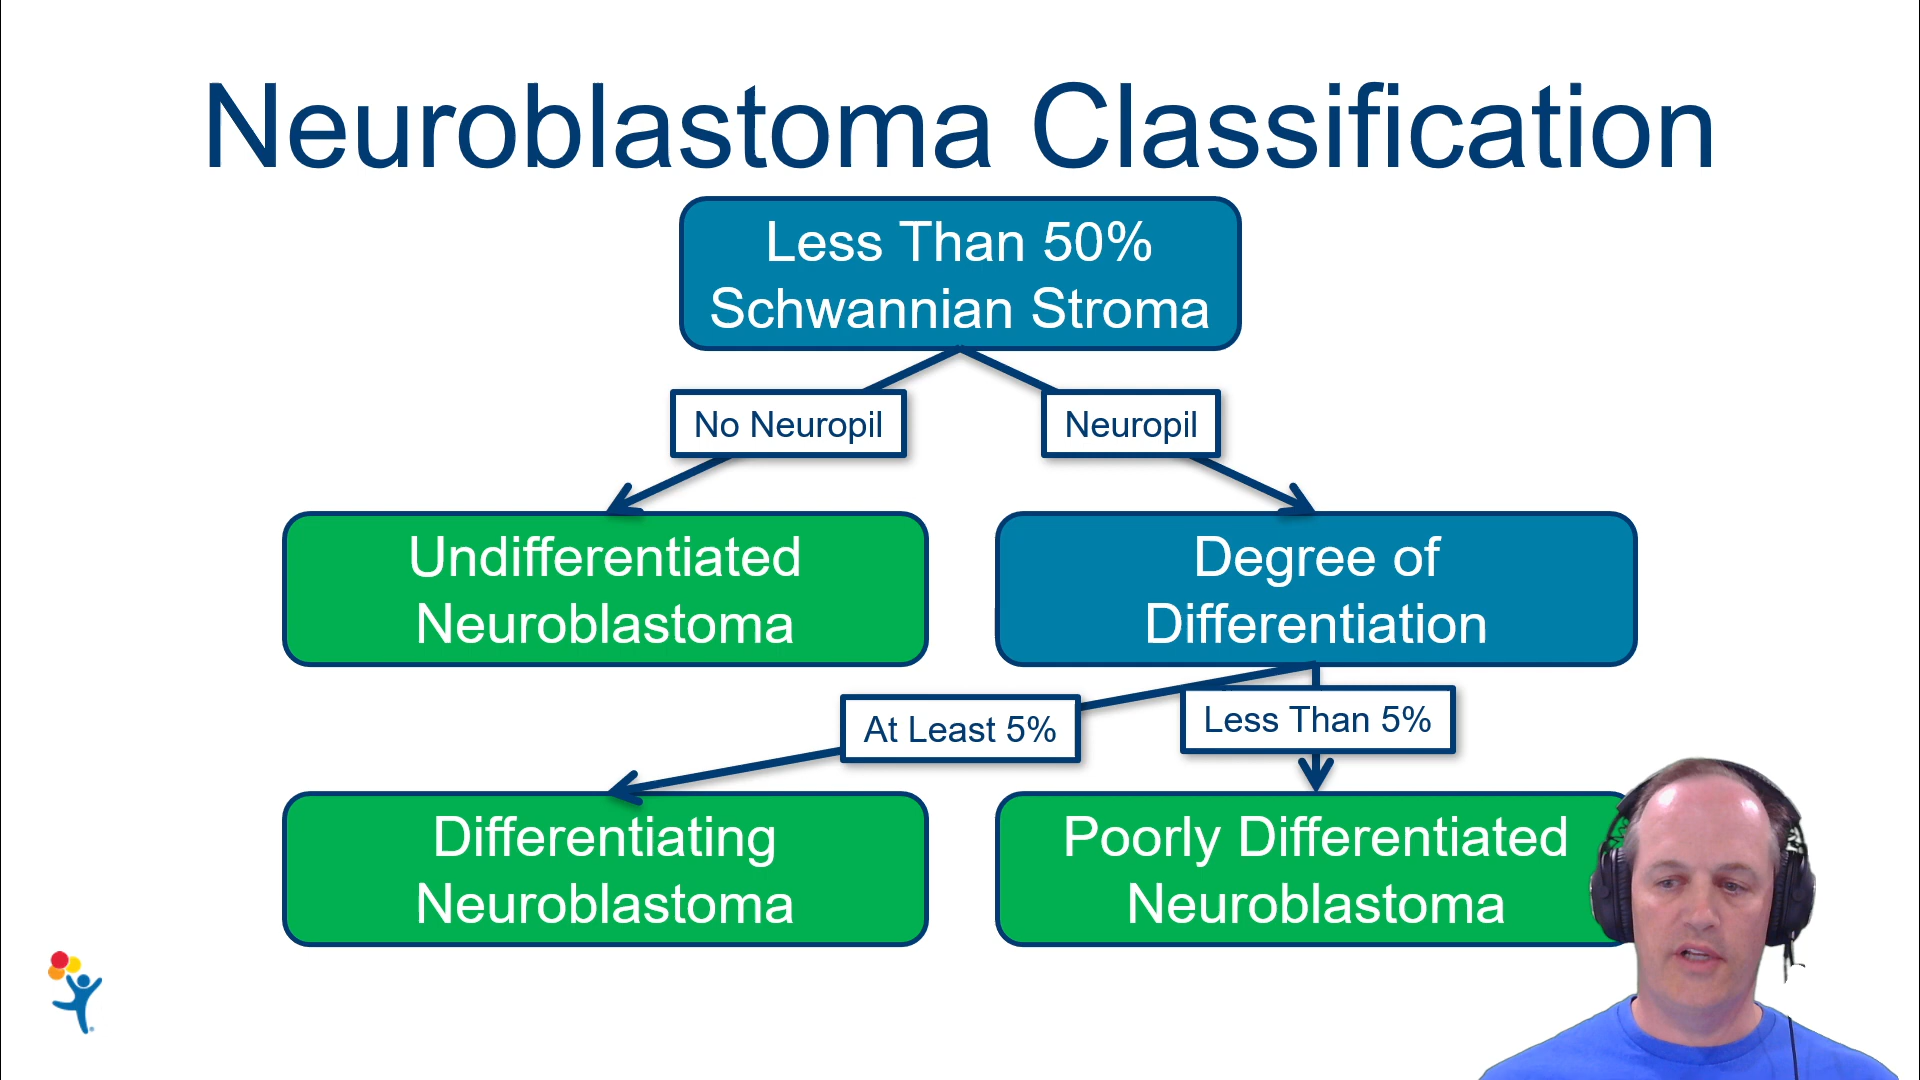 Neuroblastoma Classification
Less Than 50%
Schwannian Stroma
No Neuropil
Neuropil
Undifferentiated
Neuroblastoma
Degree of
Differentiation
At Least 5%
Less Than 5%
Differentiating
Neuroblastoma
Poorly Differentiated
Neuroblastoma